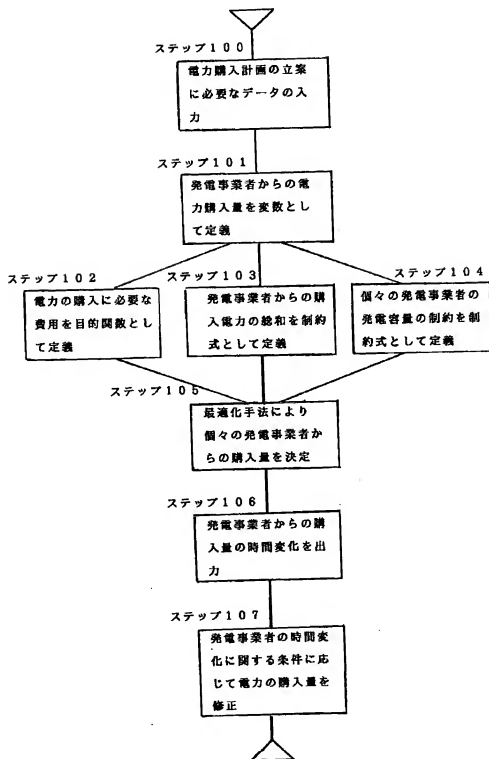 ステップ100
電力購入計画の立案
に必要なデータの入
力
ステップ101
発電事業者からの電
力購入量を変数とし
て定義
ステップ102
電力の購入に必要な
費用を目的関数とし
て定義
ステップ103
発電事業者からの購
入電力の総和を制約
式として定義
ステップ104
個々の発電事業者の
発電容量の制約を制
約式として定義
ステップ105
最適化手法により
個々の発電事業者か
らの購入量を決定
ステップ106
発電事業者からの購
入量の時間変化を出
力
ステップ107
発電事業者の時間変
化に関する条件に応
じて電力の購入量を
修正